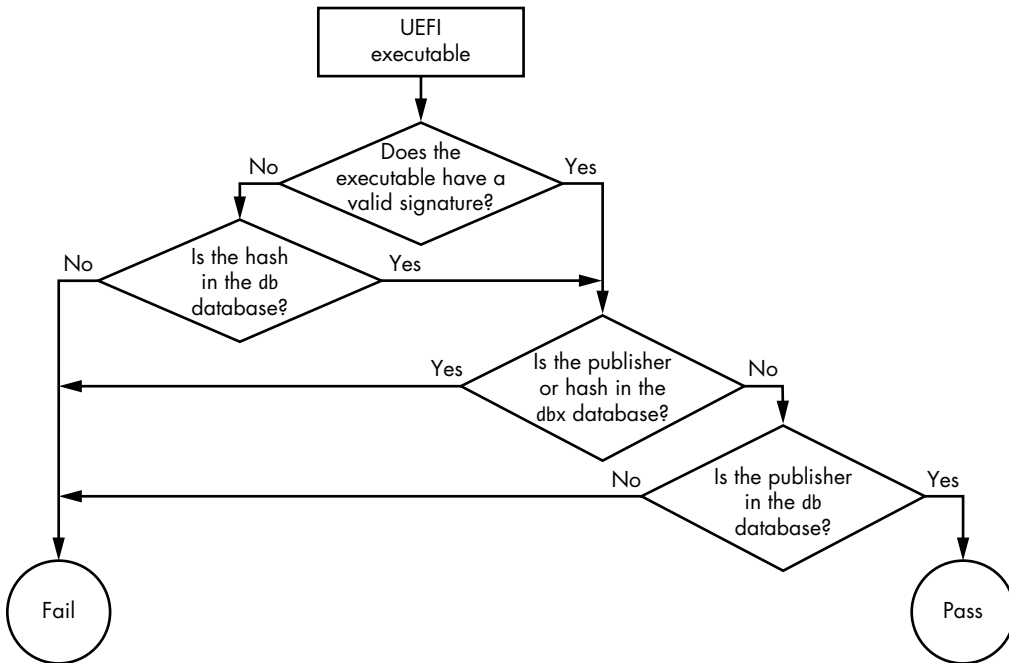 UEFI
executable
No
Does the
executable have a
valid signature?
Yes
No
Is the hash
in the db
database?
Yes
Yes
Is the publisher
or hash in the
dbx database?
No
No
Is the publisher
in the db
database?
Yes
Fail
Pass